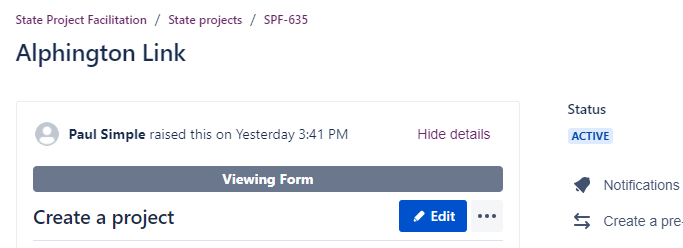 State Project Facilitation / State projects / SPF-635
Alphington Link
Paul Simple raised this on Yesterday 3:41 PM
Hide details
Viewing Form
Create a project
Edit
Status
ACTIVE
Notifications
Create a pre-